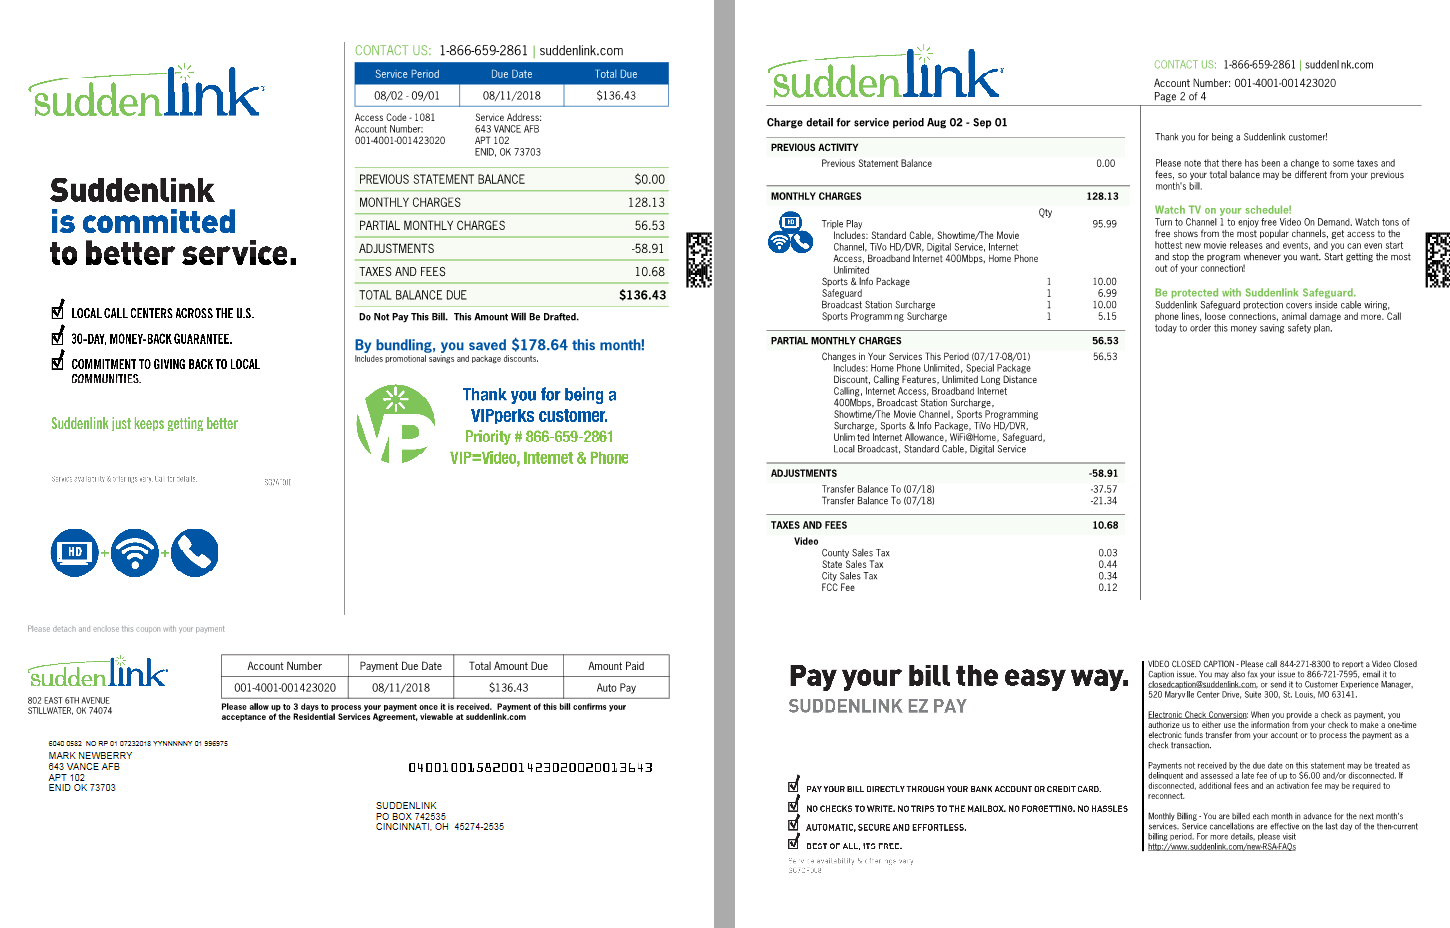 suddenlink
Suddenlink
is committed
to better service.
LOCAL CALL CENTERS ACROSS THE U.S.
30-DAY, MONEY-BACK GUARANTEE.
COMMITMENT TO GIVING BACK TO LOCAL
COMMUNITIES.
Suddenlink just keeps getting better
Service availability & offerings vary. Call for details.
HD
CONTACT US: 1-866-659-2861 | suddenlink.com
Service Period Due Date Total Due
08/02 - 09/01 08/11/2018 $136.43
Access Code - 1081
Account Number:
001-4001-001423020
Service Address:
643 VANCE AFB
APT 102
ENID, OK 73703
PREVIOUS STATEMENT BALANCE $0.00
MONTHLY CHARGES 128.13
PARTIAL MONTHLY CHARGES 56.53
ADJUSTMENTS -58.91
TAXES AND FEES 10.68
TOTAL BALANCE DUE $136.43
Do Not Pay This Bill. This Amount Will Be Drafted.
By bundling, you saved $178.64 this month!
Includes promotional savings and package discounts.
VIP
Thank you for being a
VIPperks customer.
Priority # 866-659-2861
VIP=Video, Internet & Phone
Please detach and enclose this coupon with your payment
suddenlink
802 EAST 6TH AVENUE
STILLWATER, OK 74074
Account Number Payment Due Date Total Amount Due Amount Paid
001-4001-001423020 08/11/2018 $136.43 Auto Pay
Please allow up to 3 days to process your payment once it is received. Payment of this bill confirms your
acceptance of the Residential Services Agreement, viewable at suddenlink.com
6040 0582 NO RP 01 07232018 YYNNNNNY 01 996975
MARK NEWBERRY
643 VANCE AFB
APT 102
ENID OK 73703
04001001582001423020020013643
SUDDENLINK
PO BOX 742535
CINCINNATI, OH 45274-2535
suddenlink
CONTACT US: 1-866-659-2861 | suddenlink.com
Account Number: 001-4001-001423020
Page 2 of 4
Charge detail for service period Aug 02 - Sep 01
PREVIOUS ACTIVITY
Previous Statement Balance 0.00
MONTHLY CHARGES 128.13
Qty
HD
Triple Play 95.99
Includes: Standard Cable, Showtime/The Movie
Channel, TiVo HD/DVR, Digital Service, Internet
Access, Broadband Internet 400Mbps, Home Phone
Unlimited
Sports & Info Package 1 10.00
Safeguard 1 6.99
Broadcast Station Surcharge 1 10.00
Sports Programming Surcharge 1 5.15
PARTIAL MONTHLY CHARGES 56.53
Changes in Your Services This Period (07/17-08/01) 56.53
Includes: Home Phone Unlimited, Special Package
Discount, Calling Features, Unlimited Long Distance
Calling, Internet Access, Broadband Internet
400Mbps, Broadcast Station Surcharge,
Showtime/The Movie Channel, Sports Programming
Surcharge, Sports & Info Package, TiVo HD/DVR,
Unlimited Internet Allowance, WiFi@Home, Safeguard,
Local Broadcast, Standard Cable, Digital Service
ADJUSTMENTS -58.91
Transfer Balance To (07/18) -37.57
Transfer Balance To (07/18) -21.34
TAXES AND FEES 10.68
Video
County Sales Tax 0.03
State Sales Tax 0.44
City Sales Tax 0.34
FCC Fee 0.12
Thank you for being a Suddenlink customer!
Please note that there has been a change to some taxes and
fees, so your total balance may be different from your previous
month's bill.
Watch TV on your schedule!
Turn to Channel 1 to enjoy free Video On Demand. Watch tons of
free shows from the most popular channels, get access to the
hottest new movie releases and events, and you can even start
and stop the program whenever you want. Start getting the most
out of your connection!
Be protected with Suddenlink Safeguard.
Suddenlink Safeguard protection covers inside cable wiring,
phone lines, loose connections, animal damage and more. Call
today to order this money saving safety plan.
Pay your bill the easy way.
SUDDENLINK EZ PAY
PAY YOUR BILL DIRECTLY THROUGH YOUR BANK ACCOUNT OR CREDIT CARD.
NO CHECKS TO WRITE. NO TRIPS TO THE MAILBOX. NO FORGETTING. NO HASSLES
AUTOMATIC, SECURE AND EFFORTLESS.
BEST OF ALL, ITS FREE.
Service availability & offerings vary
VIDEO CLOSED CAPTION - Please call 844-271-8300 to report a Video Closed
Caption issue. You may also fax your issue to 866-721-7595, email it to
closedcaption@suddenlink.com, or send it to Customer Experience Manager,
520 Maryville Center Drive, Suite 300, St. Louis, MO 63141.
Electronic Check Conversion: When you provide a check as payment, you
authorize us to either use the information from your check to make a one-time
electronic funds transfer from your account or to process the payment as a
check transaction.
Payments not received by the due date on this statement may be treated as
delinquent and assessed a late fee of up to $6.00 and/or disconnected. If
disconnected, additional fees and an activation fee may be required to
reconnect.
Monthly Billing - You are billed each month in advance for the next month's
services. Service cancellations are effective on the last day of the then-current
billing period. For more details, please visit
http://www.suddenlink.com/new-RSA-FAQs